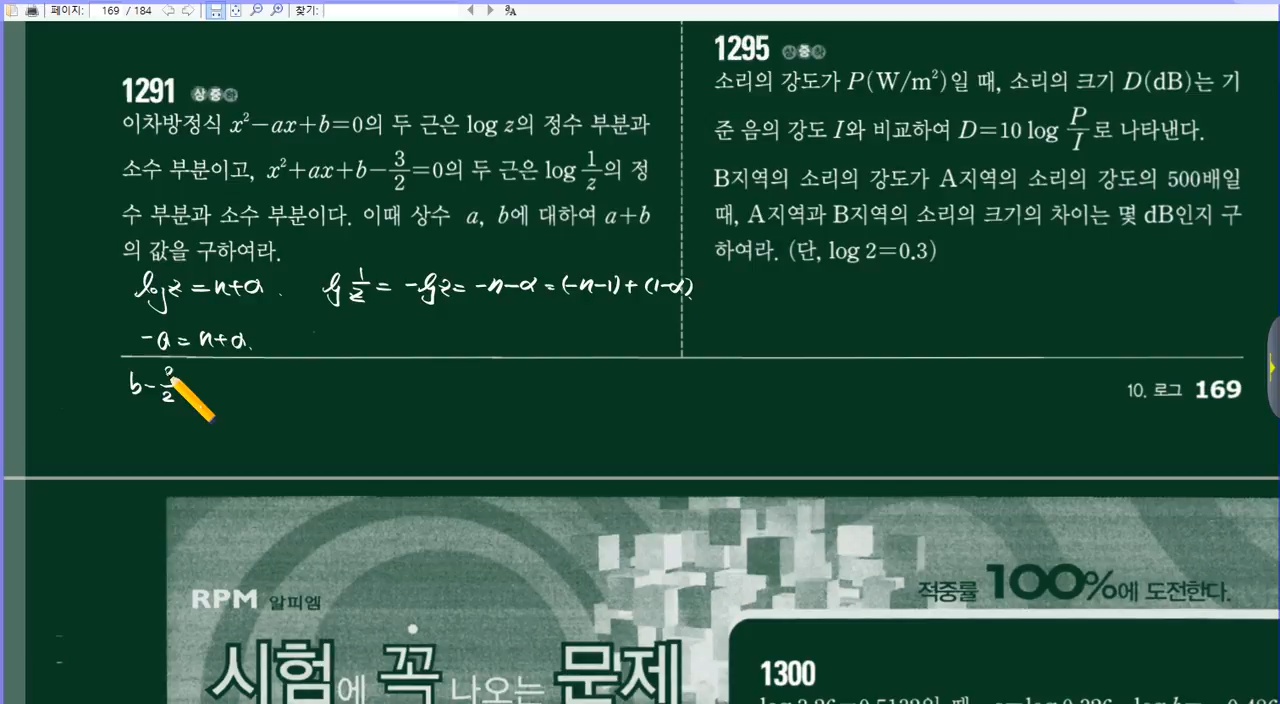 페이지: 169 / 184 찾기:
1291 상중하
이차방정식 x²−ax+b=0의 두 근은 log z의 정수 부분과
소수 부분이고, x²+ax+b−3/2=0의 두 근은 log 1/z의 정
수 부분과 소수 부분이다. 이때 상수 a, b에 대하여 a+b
의 값을 구하여라.
log z = n+α. log 1/z = -log z = -n-α = (-n-1)+(1-α)
-a = n+α.
b-3/2
1295 상중하
소리의 강도가 P(W/m²)일 때, 소리의 크기 D(dB)는 기
준 음의 강도 I와 비교하여 D=10 log P/I로 나타낸다.
B지역의 소리의 강도가 A지역의 소리의 강도의 500배일
때, A지역과 B지역의 소리의 크기의 차이는 몇 dB인지 구
하여라. (단, log 2=0.3)
10. 로그 169
RPM 알피엠
시험에 꼭 나오는 문제
적중률 100%에 도전한다.
1300